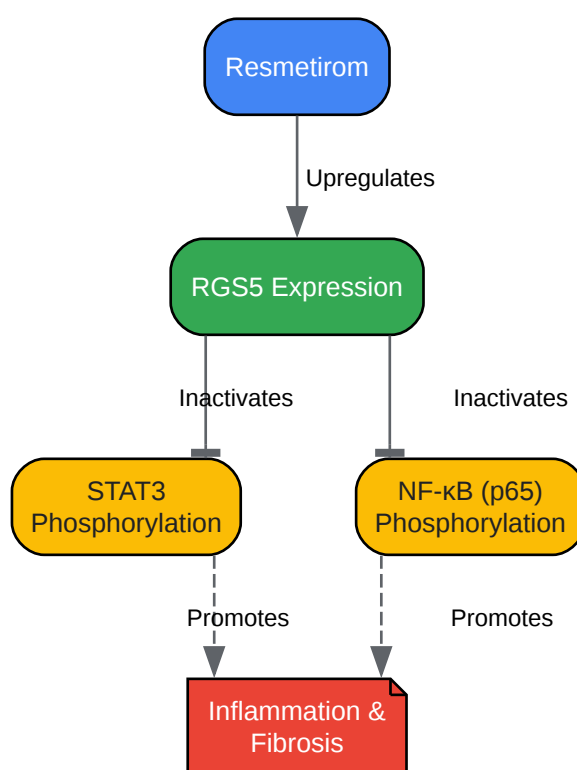 Resmetirom
Upregulates
RGS5 Expression
Inactivates
Inactivates
STAT3
Phosphorylation
NF-κB (p65)
Phosphorylation
Promotes
Promotes
Inflammation &
Fibrosis